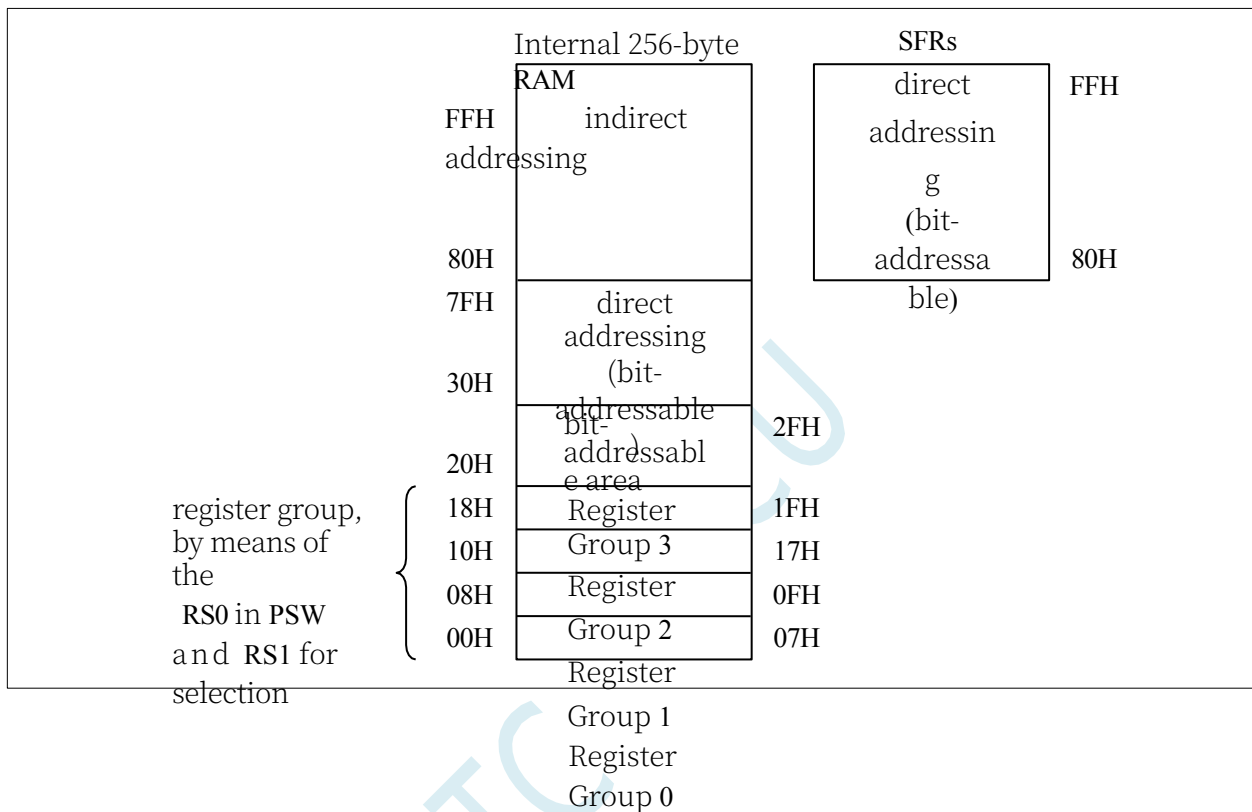 Internal 256-byte
RAM
SFRs
FFH
indirect
addressing
direct
addressin
g
(bit-
addressa
ble)
FFH
80H
80H
7FH
direct
addressing
(bit-
addressable
)
30H
bit-
addressabl
e area
2FH
20H
register group,
by means of
the
RS0 in PSW
and RS1 for
selection
18H
Register
1FH
10H
Group 3
17H
08H
Register
0FH
00H
Group 2
07H
Register
Group 1
Register
Group 0